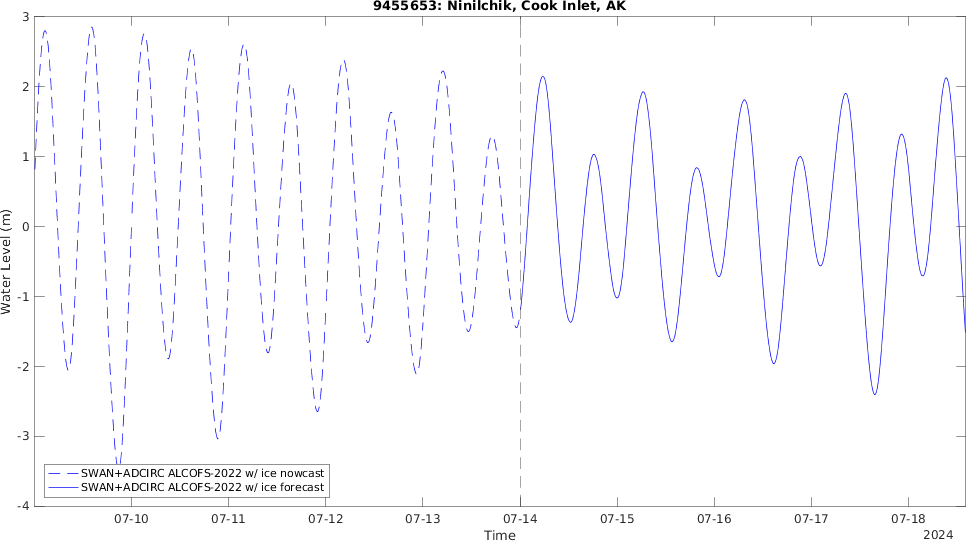 9455653: Ninilchik, Cook Inlet, AK
3
2
1
0
-1
-2
-3
-4
Water Level (m)
SWAN+ADCIRC ALCOFS-2022 w/ ice nowcast
SWAN+ADCIRC ALCOFS-2022 w/ ice forecast
07-10 07-11 07-12 07-13 07-14 07-15 07-16 07-17 07-18
Time
2024